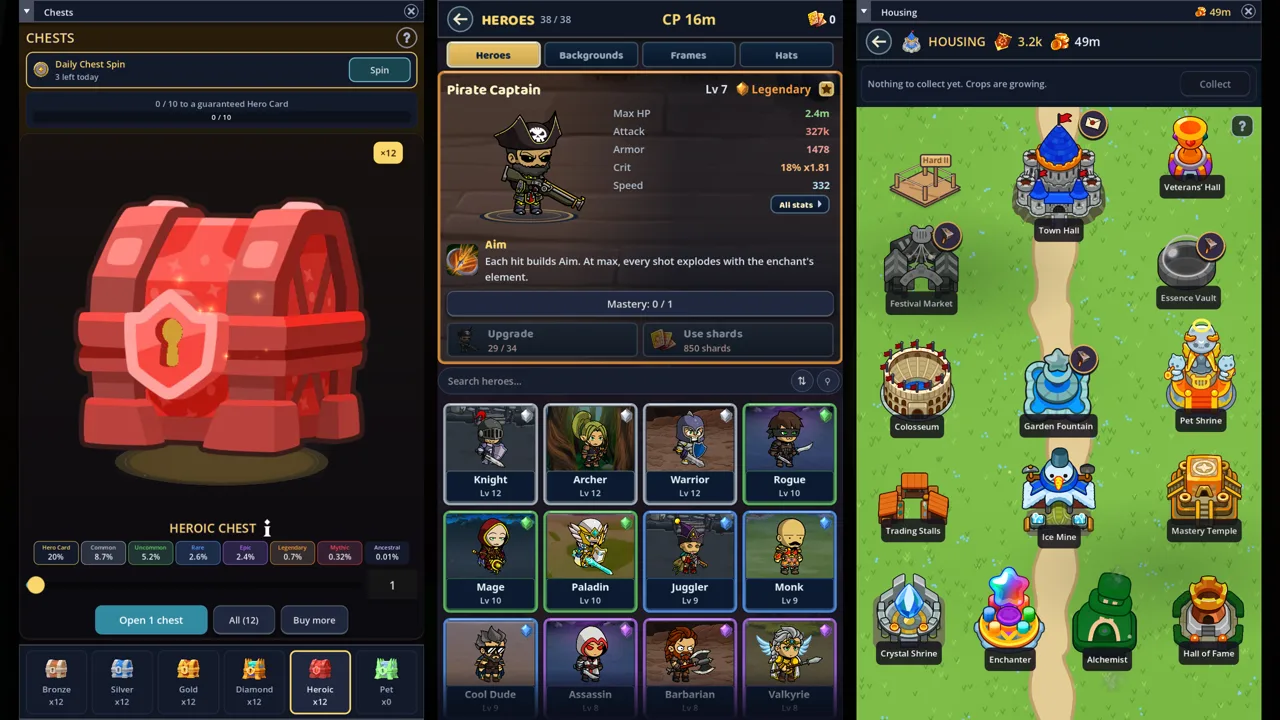 Chests
CHESTS
?
Daily Chest Spin
3 left today
Spin
0 / 10 to a guaranteed Hero Card
0 / 10
×12
HEROIC CHEST
Hero Card
20%
Common
8.7%
Uncommon
5.2%
Rare
2.6%
Epic
2.4%
Legendary
0.7%
Mythic
0.32%
Ancestral
0.01%
1
Open 1 chest
All (12)
Buy more
Bronze
x12
Silver
x12
Gold
x12
Diamond
x12
Heroic
x12
Pet
x0
HEROES 38 / 38
CP 16m
0
Heroes
Backgrounds
Frames
Hats
Pirate Captain
Lv 7
Legendary
Max HP 2.4m
Attack 327k
Armor 1478
Crit 18% x1.81
Speed 332
All stats
Aim
Each hit builds Aim. At max, every shot explodes with the enchant's
element.
Mastery: 0 / 1
Upgrade
29 / 34
Use shards
850 shards
Search heroes...
Knight
Lv 12
Archer
Lv 12
Warrior
Lv 12
Rogue
Lv 10
Mage
Lv 10
Paladin
Lv 10
Juggler
Lv 9
Monk
Lv 9
Cool Dude
Lv 9
Assassin
Lv 8
Barbarian
Lv 8
Valkyrie
Lv 8
Housing
49m
HOUSING
3.2k
49m
Nothing to collect yet. Crops are growing.
Collect
?
Hard II
Town Hall
Veterans' Hall
Festival Market
Essence Vault
Colosseum
Garden Fountain
Pet Shrine
Trading Stalls
Ice Mine
Mastery Temple
Crystal Shrine
Enchanter
Alchemist
Hall of Fame